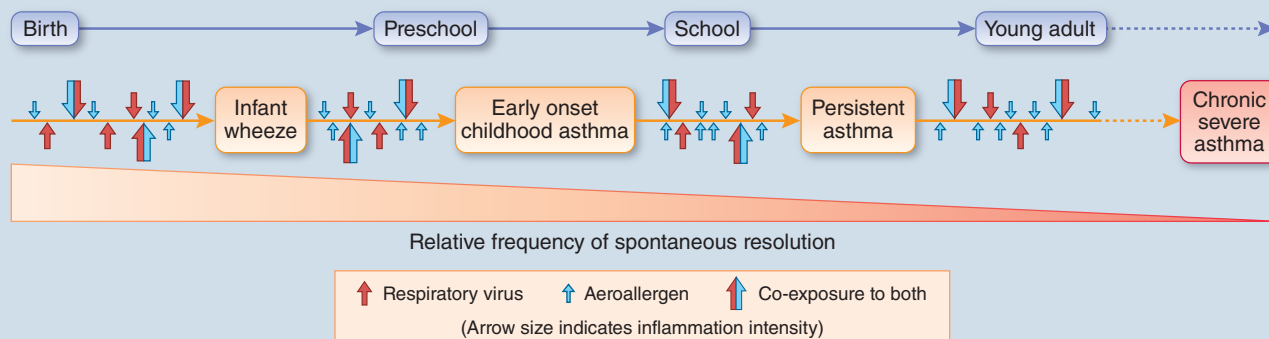 Birth
Preschool
School
Young adult
Infant
wheeze
Early onset
childhood asthma
Persistent
asthma
Chronic
severe
asthma
Relative frequency of spontaneous resolution
Respiratory virus
Aeroallergen
Co-exposure to both
(Arrow size indicates inflammation intensity)